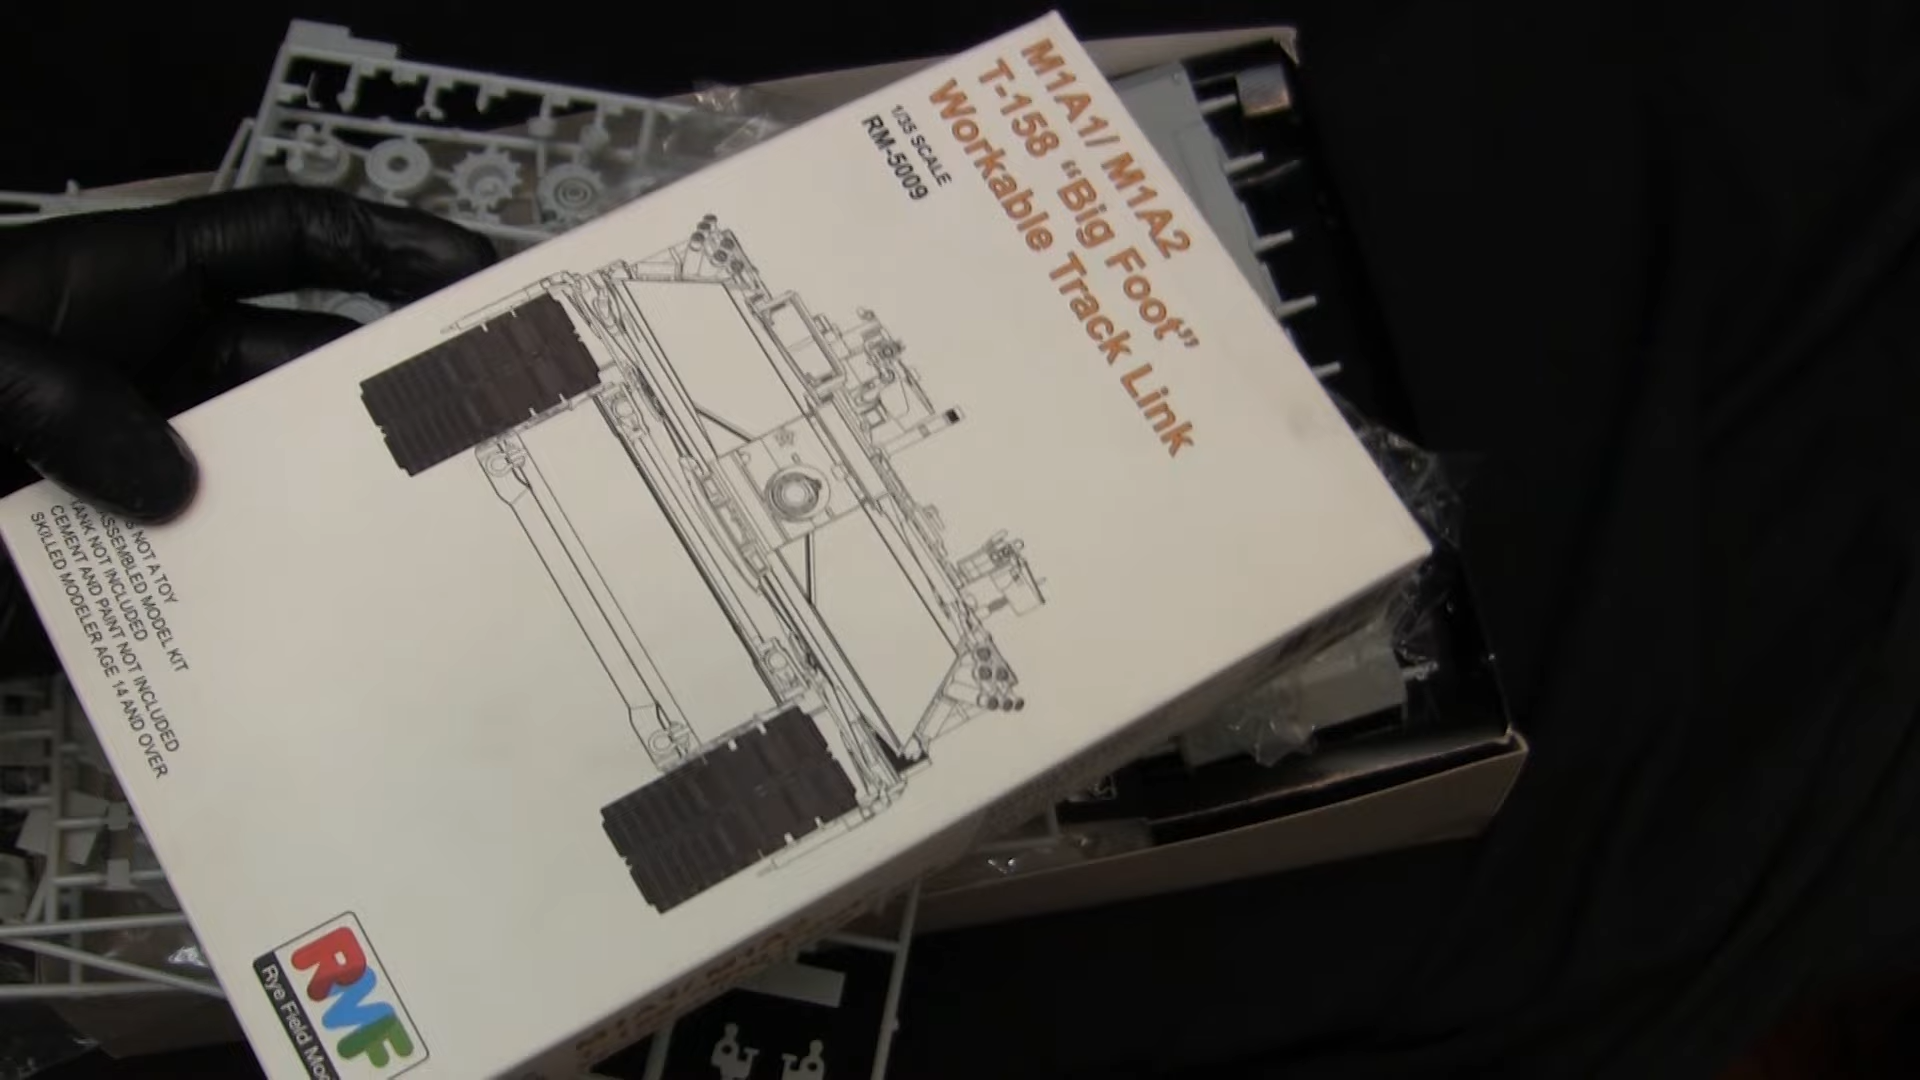 M1A1/ M1A2
T-158 “Big Foot”
Workable Track Link
1/35 SCALE
RM-5009
NOT A TOY
ASSEMBLED MODEL KIT
TANK NOT INCLUDED
CEMENT AND PAINT NOT INCLUDED
SKILLED MODELER AGE 14 AND OVER
RMF
Rye Field